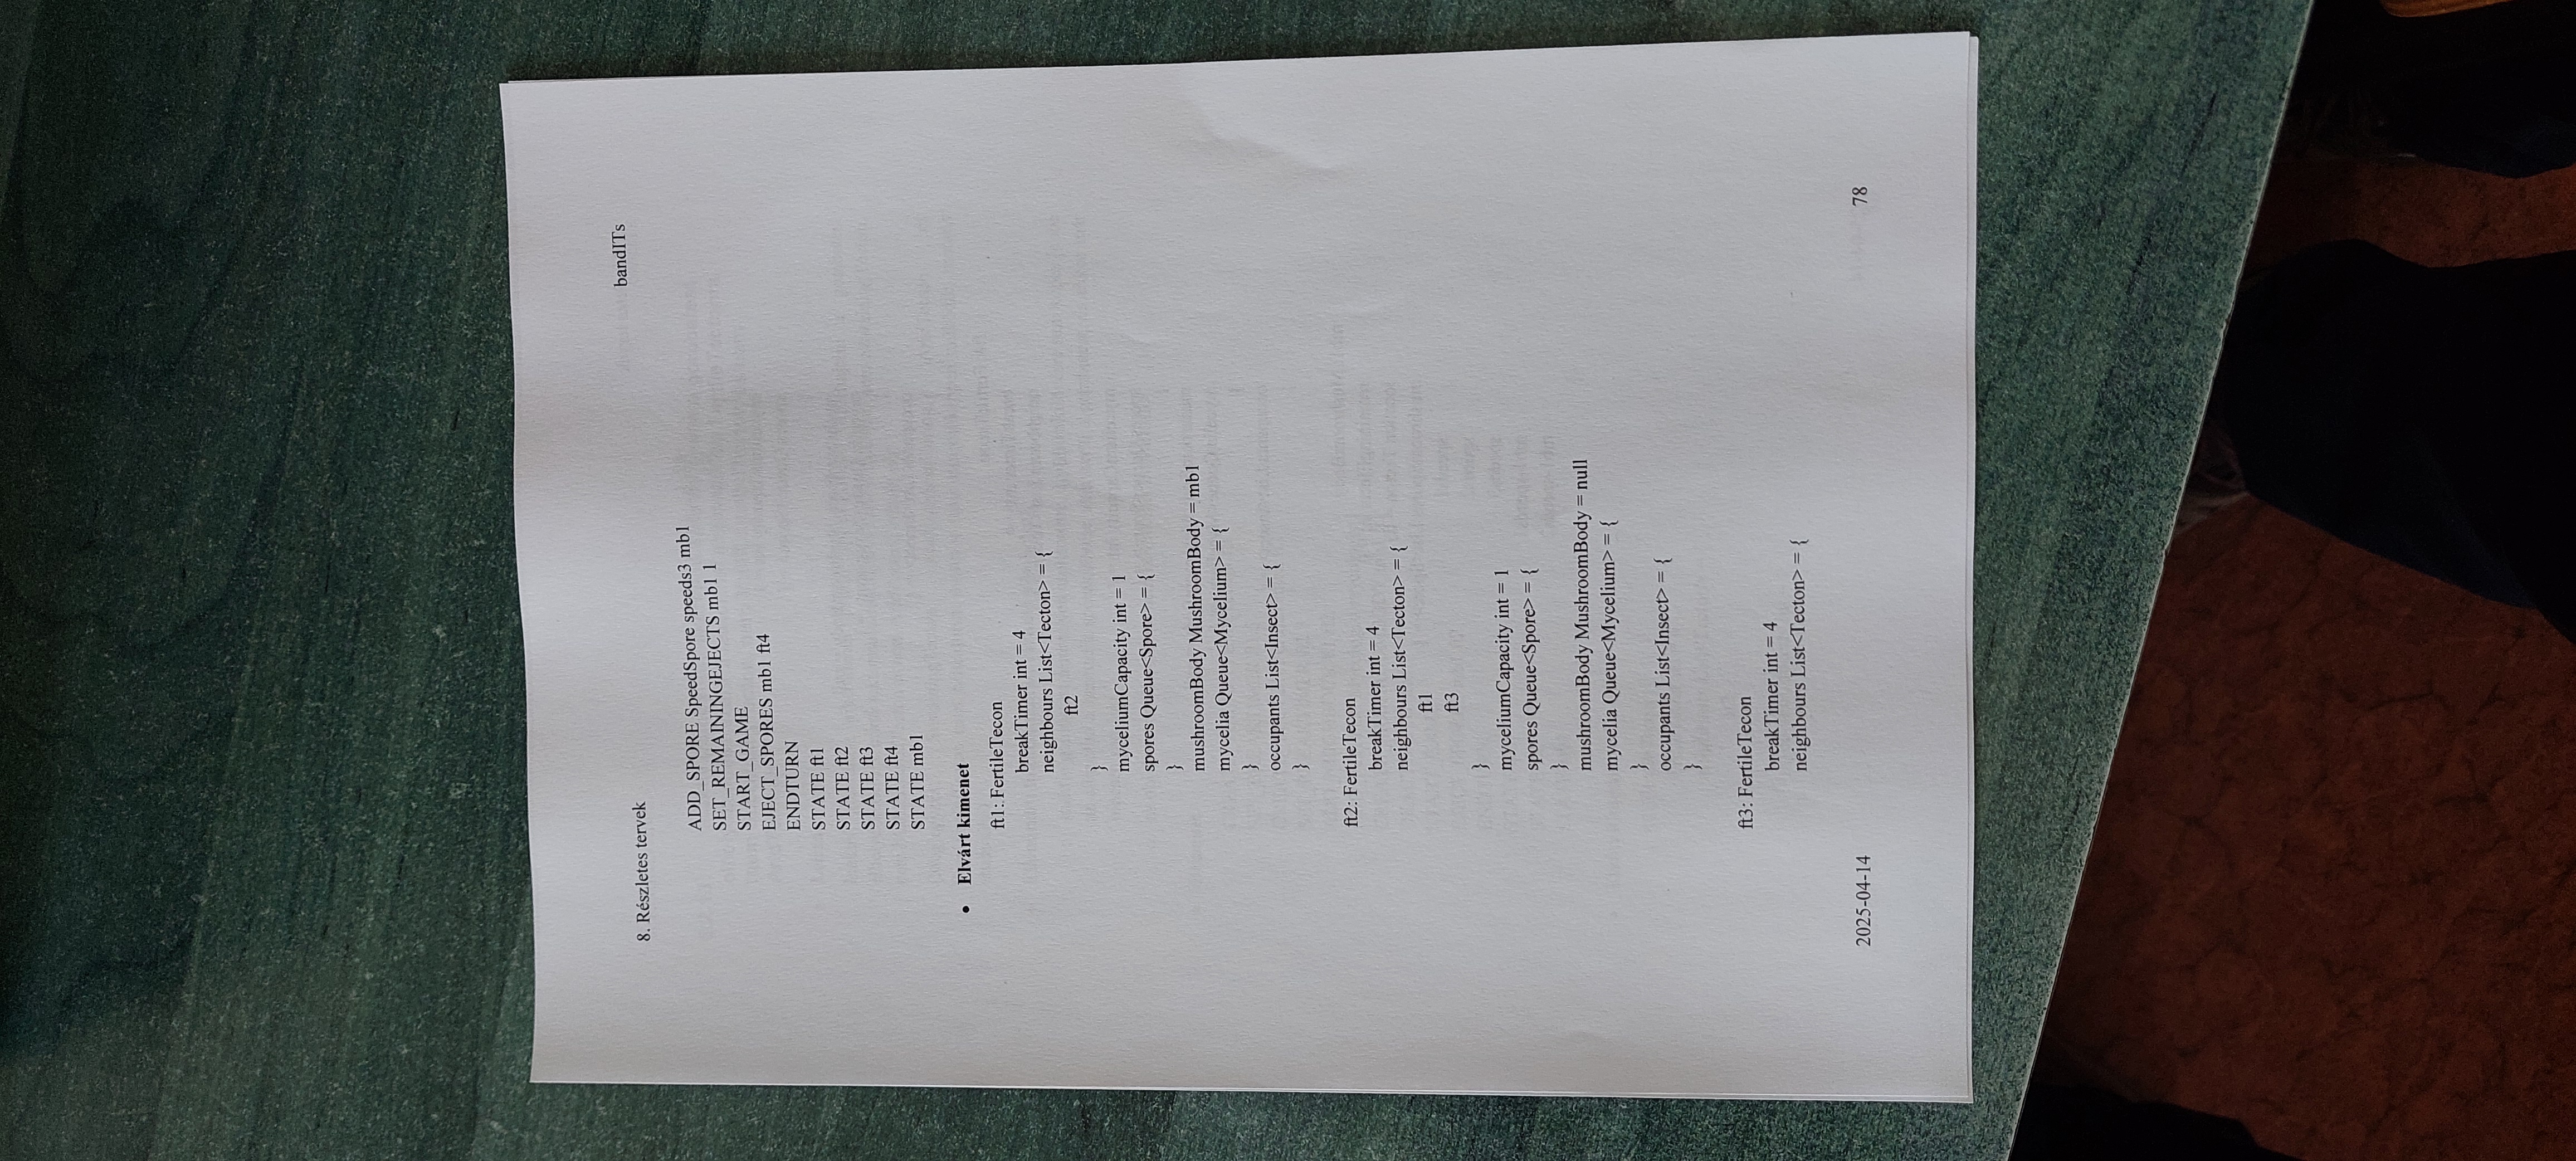 8. Részletes tervek
bandITs
ADD_SPORE SpeedSpore speeds3 mb1
SET_REMAININGEJECTS mb1 1
START_GAME
EJECT_SPORES mb1 ft4
ENDTURN
STATE ft1
STATE ft2
STATE ft3
STATE ft4
STATE mb1
• Elvárt kimenet
ft1: FertileTecon
breakTimer int = 4
neighbours List<Tecton> = {
ft2
}
myceliumCapacity int = 1
spores Queue<Spore> = {
}
mushroomBody MushroomBody = mb1
mycelia Queue<Mycelium> = {
}
occupants List<Insect> = {
}
ft2: FertileTecon
breakTimer int = 4
neighbours List<Tecton> = {
ft1
ft3
}
myceliumCapacity int = 1
spores Queue<Spore> = {
}
mushroomBody MushroomBody = null
mycelia Queue<Mycelium> = {
}
occupants List<Insect> = {
}
ft3: FertileTecon
breakTimer int = 4
neighbours List<Tecton> = {
2025-04-14
78